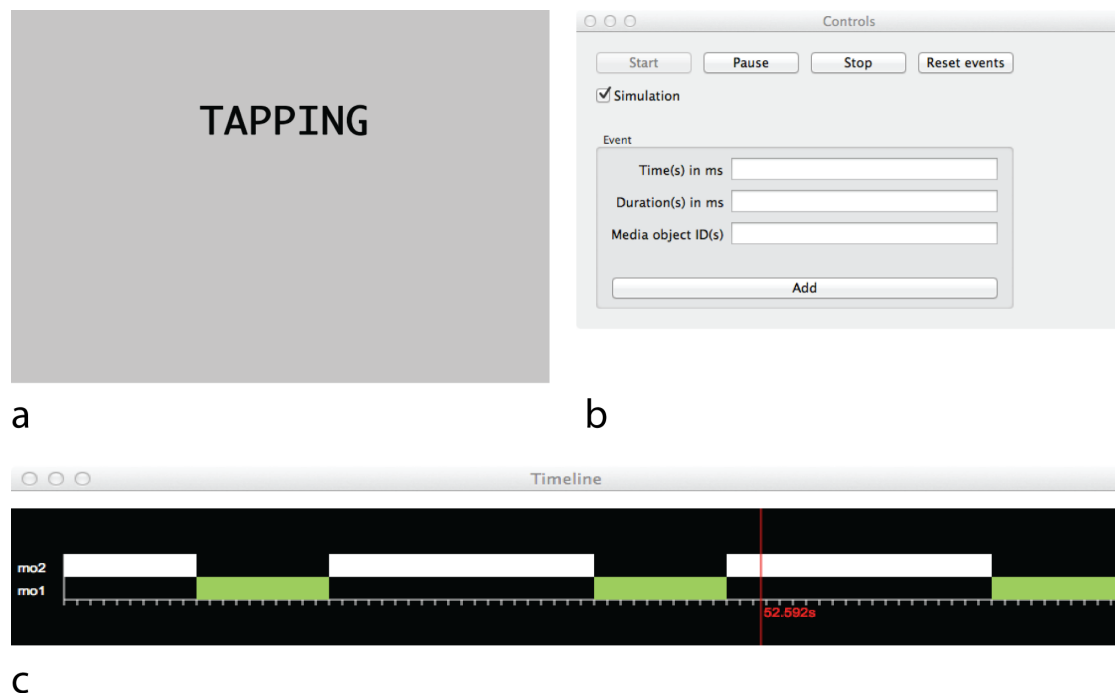 TAPPING
Controls
Start Pause Stop Reset events
Simulation
Event
Time(s) in ms
Duration(s) in ms
Media object ID(s)
Add
a
b
Timeline
mo2
mo1
52.592s
c